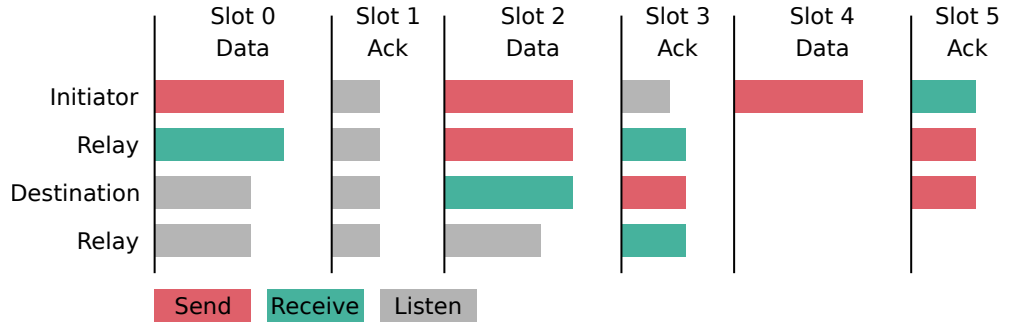 Slot 0 Slot 1 Slot 2 Slot 3 Slot 4 Slot 5
Data Ack Data Ack Data Ack
Initiator
Relay
Destination
Relay
Send Receive Listen